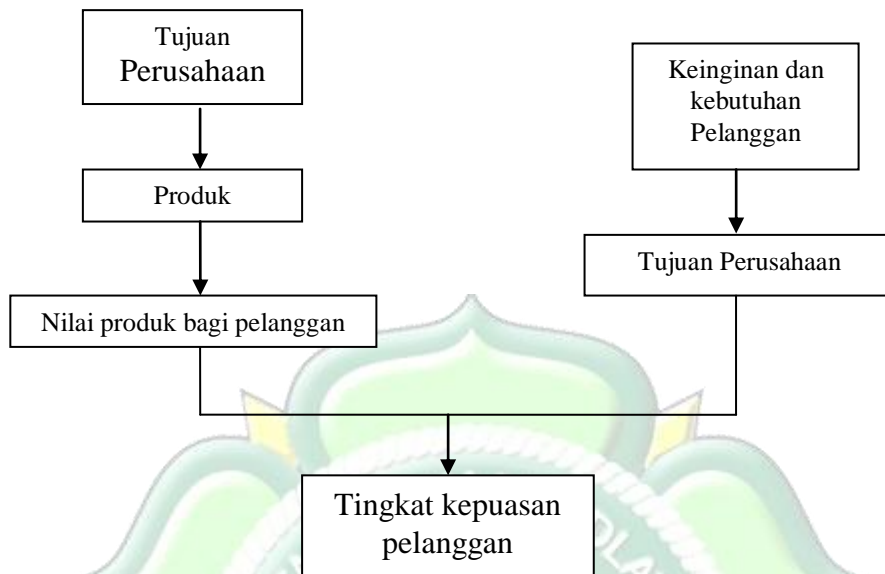 Tujuan
Perusahaan
Keinginan dan
kebutuhan
Pelanggan
Produk
Tujuan Perusahaan
Nilai produk bagi pelanggan
Tingkat kepuasan
pelanggan